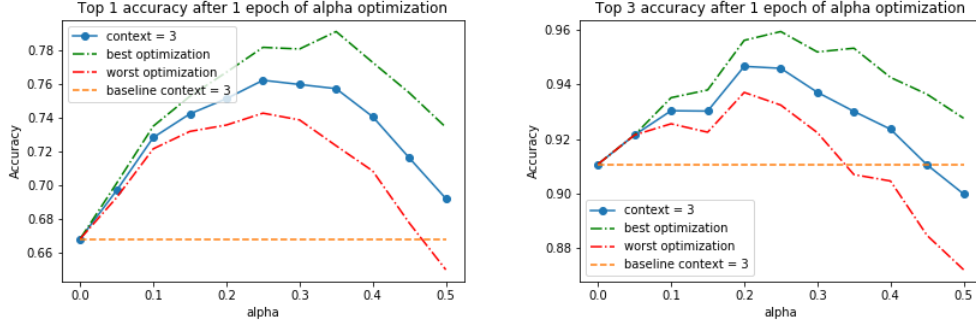 Top 1 accuracy after 1 epoch of alpha optimization
context = 3
best optimization
worst optimization
baseline context = 3
0.78
0.76
0.74
0.72
0.70
0.68
0.66
Accuracy
0.0 0.1 0.2 0.3 0.4 0.5
alpha
Top 3 accuracy after 1 epoch of alpha optimization
0.96
0.94
0.92
0.90
0.88
Accuracy
context = 3
best optimization
worst optimization
baseline context = 3
0.0 0.1 0.2 0.3 0.4 0.5
alpha